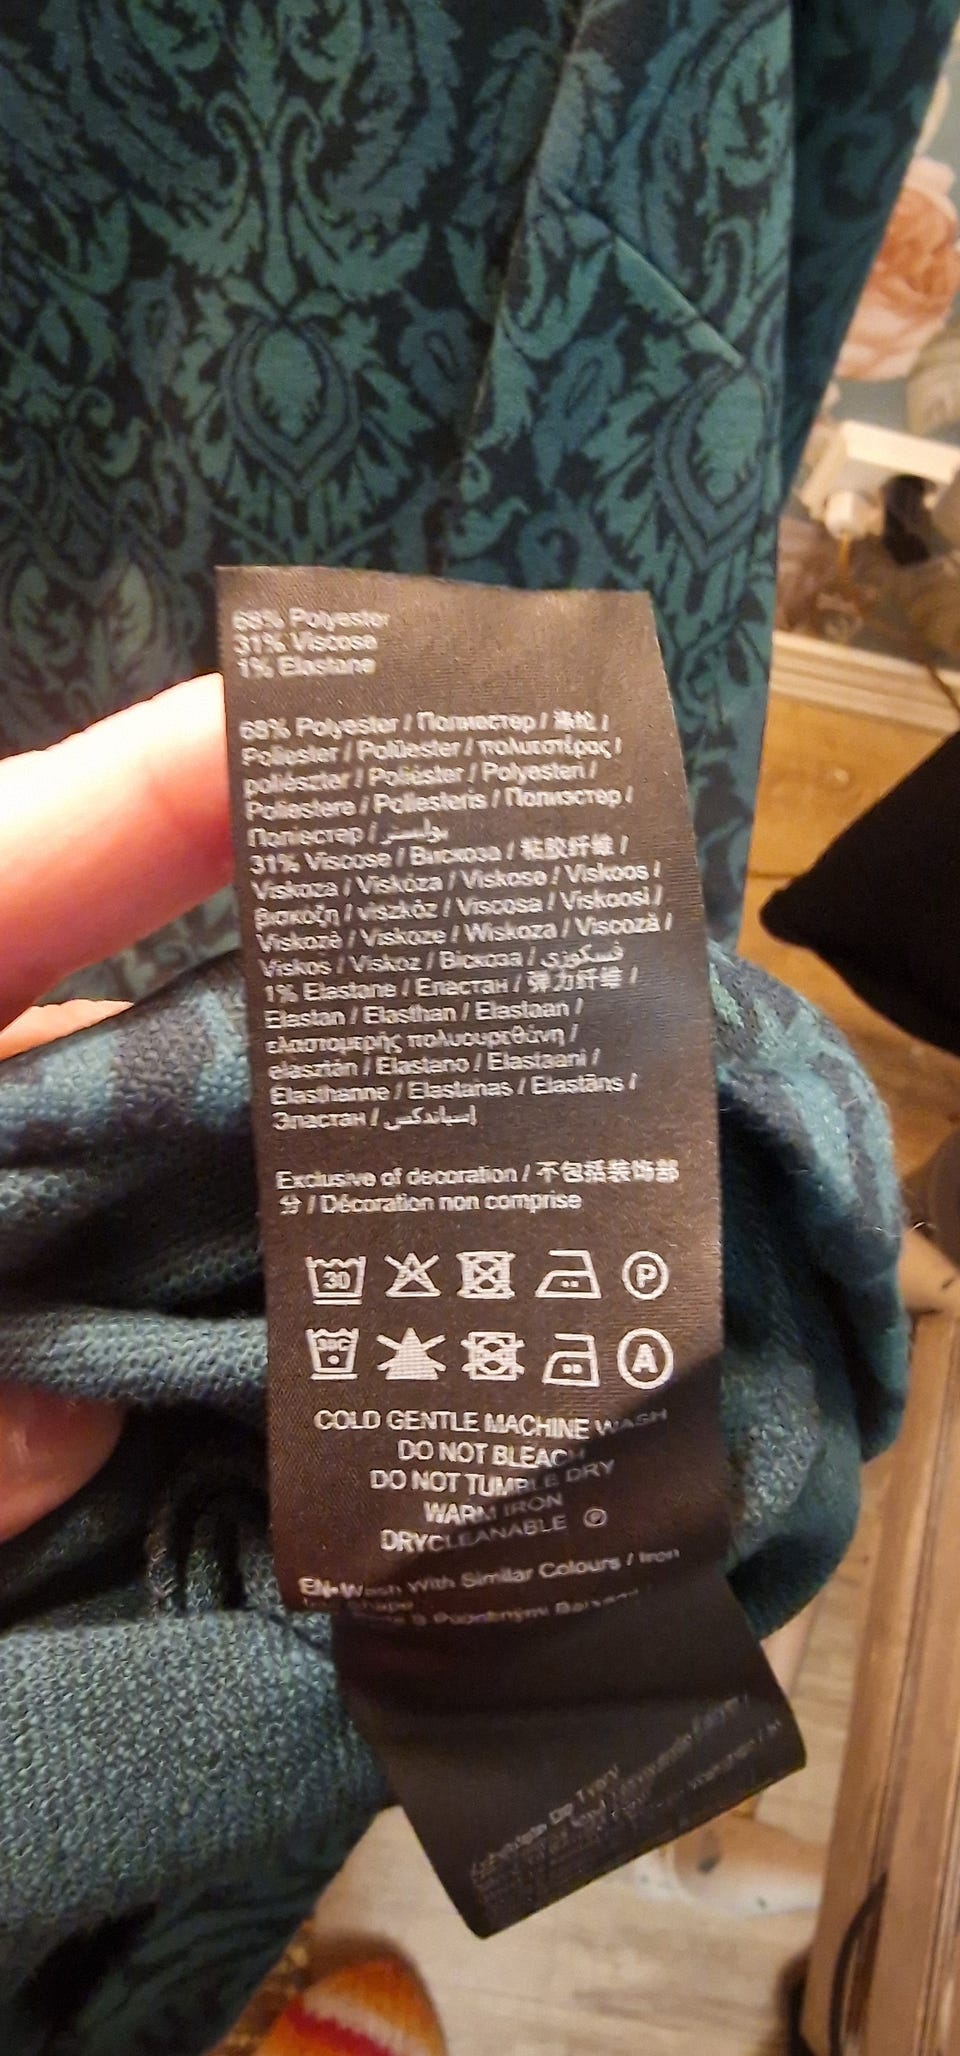 68% Polyester
31% Viscose
1% Elastane
68% Polyester / Полиестер / 涤纶 /
Poliester / Polüester / πολυεστέρας /
poliészter / Poliéster / Polyesteri /
Poliestere / Poliesteris / Полиэстер /
Поліестер / بوليستر
31% Viscose / Вискоза / 粘胶纤维 /
Viskoza / Viskóza / Viskose / Viskoos /
βισκόζη / viszkóz / Viscosa / Viskoosi /
Viskozė / Viskoze / Wiskoza / Viscoză /
Viskos / Viskoz / Віскоза / فسكوزي
1% Elastane / Еластан / 弹力纤维 /
Elastan / Elasthan / Elastaan /
ελαστομερής πολυουρεθάνη /
elasztán / Elastano / Elastaani /
Elasthanne / Elastanas / Elastāns /
Эластан / إسباندكس
Exclusive of decoration / 不包括装饰部
分 / Décoration non comprise
30
P
A
COLD GENTLE MACHINE WASH
DO NOT BLEACH
DO NOT TUMBLE DRY
WARM IRON
DRYCLEANABLE P
EN-Wash With Similar Colours / Iron
shape